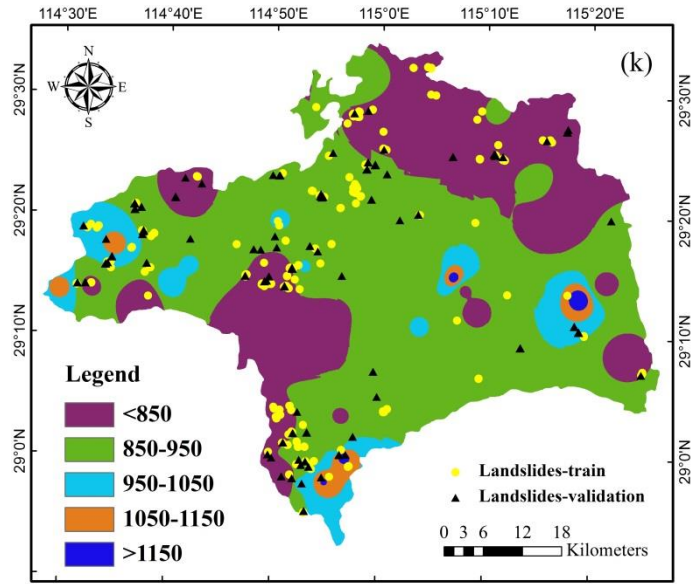 114°30'E 114°40'E 114°50'E 115°0'E 115°10'E 115°20'E
(k)
N
W E
S
29°30'N 29°30'N
29°20'N 29°20'N
29°10'N 29°10'N
29°0'N 29°0'N
Legend
<850
850-950
950-1050
1050-1150
>1150
Landslides-train
Landslides-validation
0 3 6 12 18
Kilometers